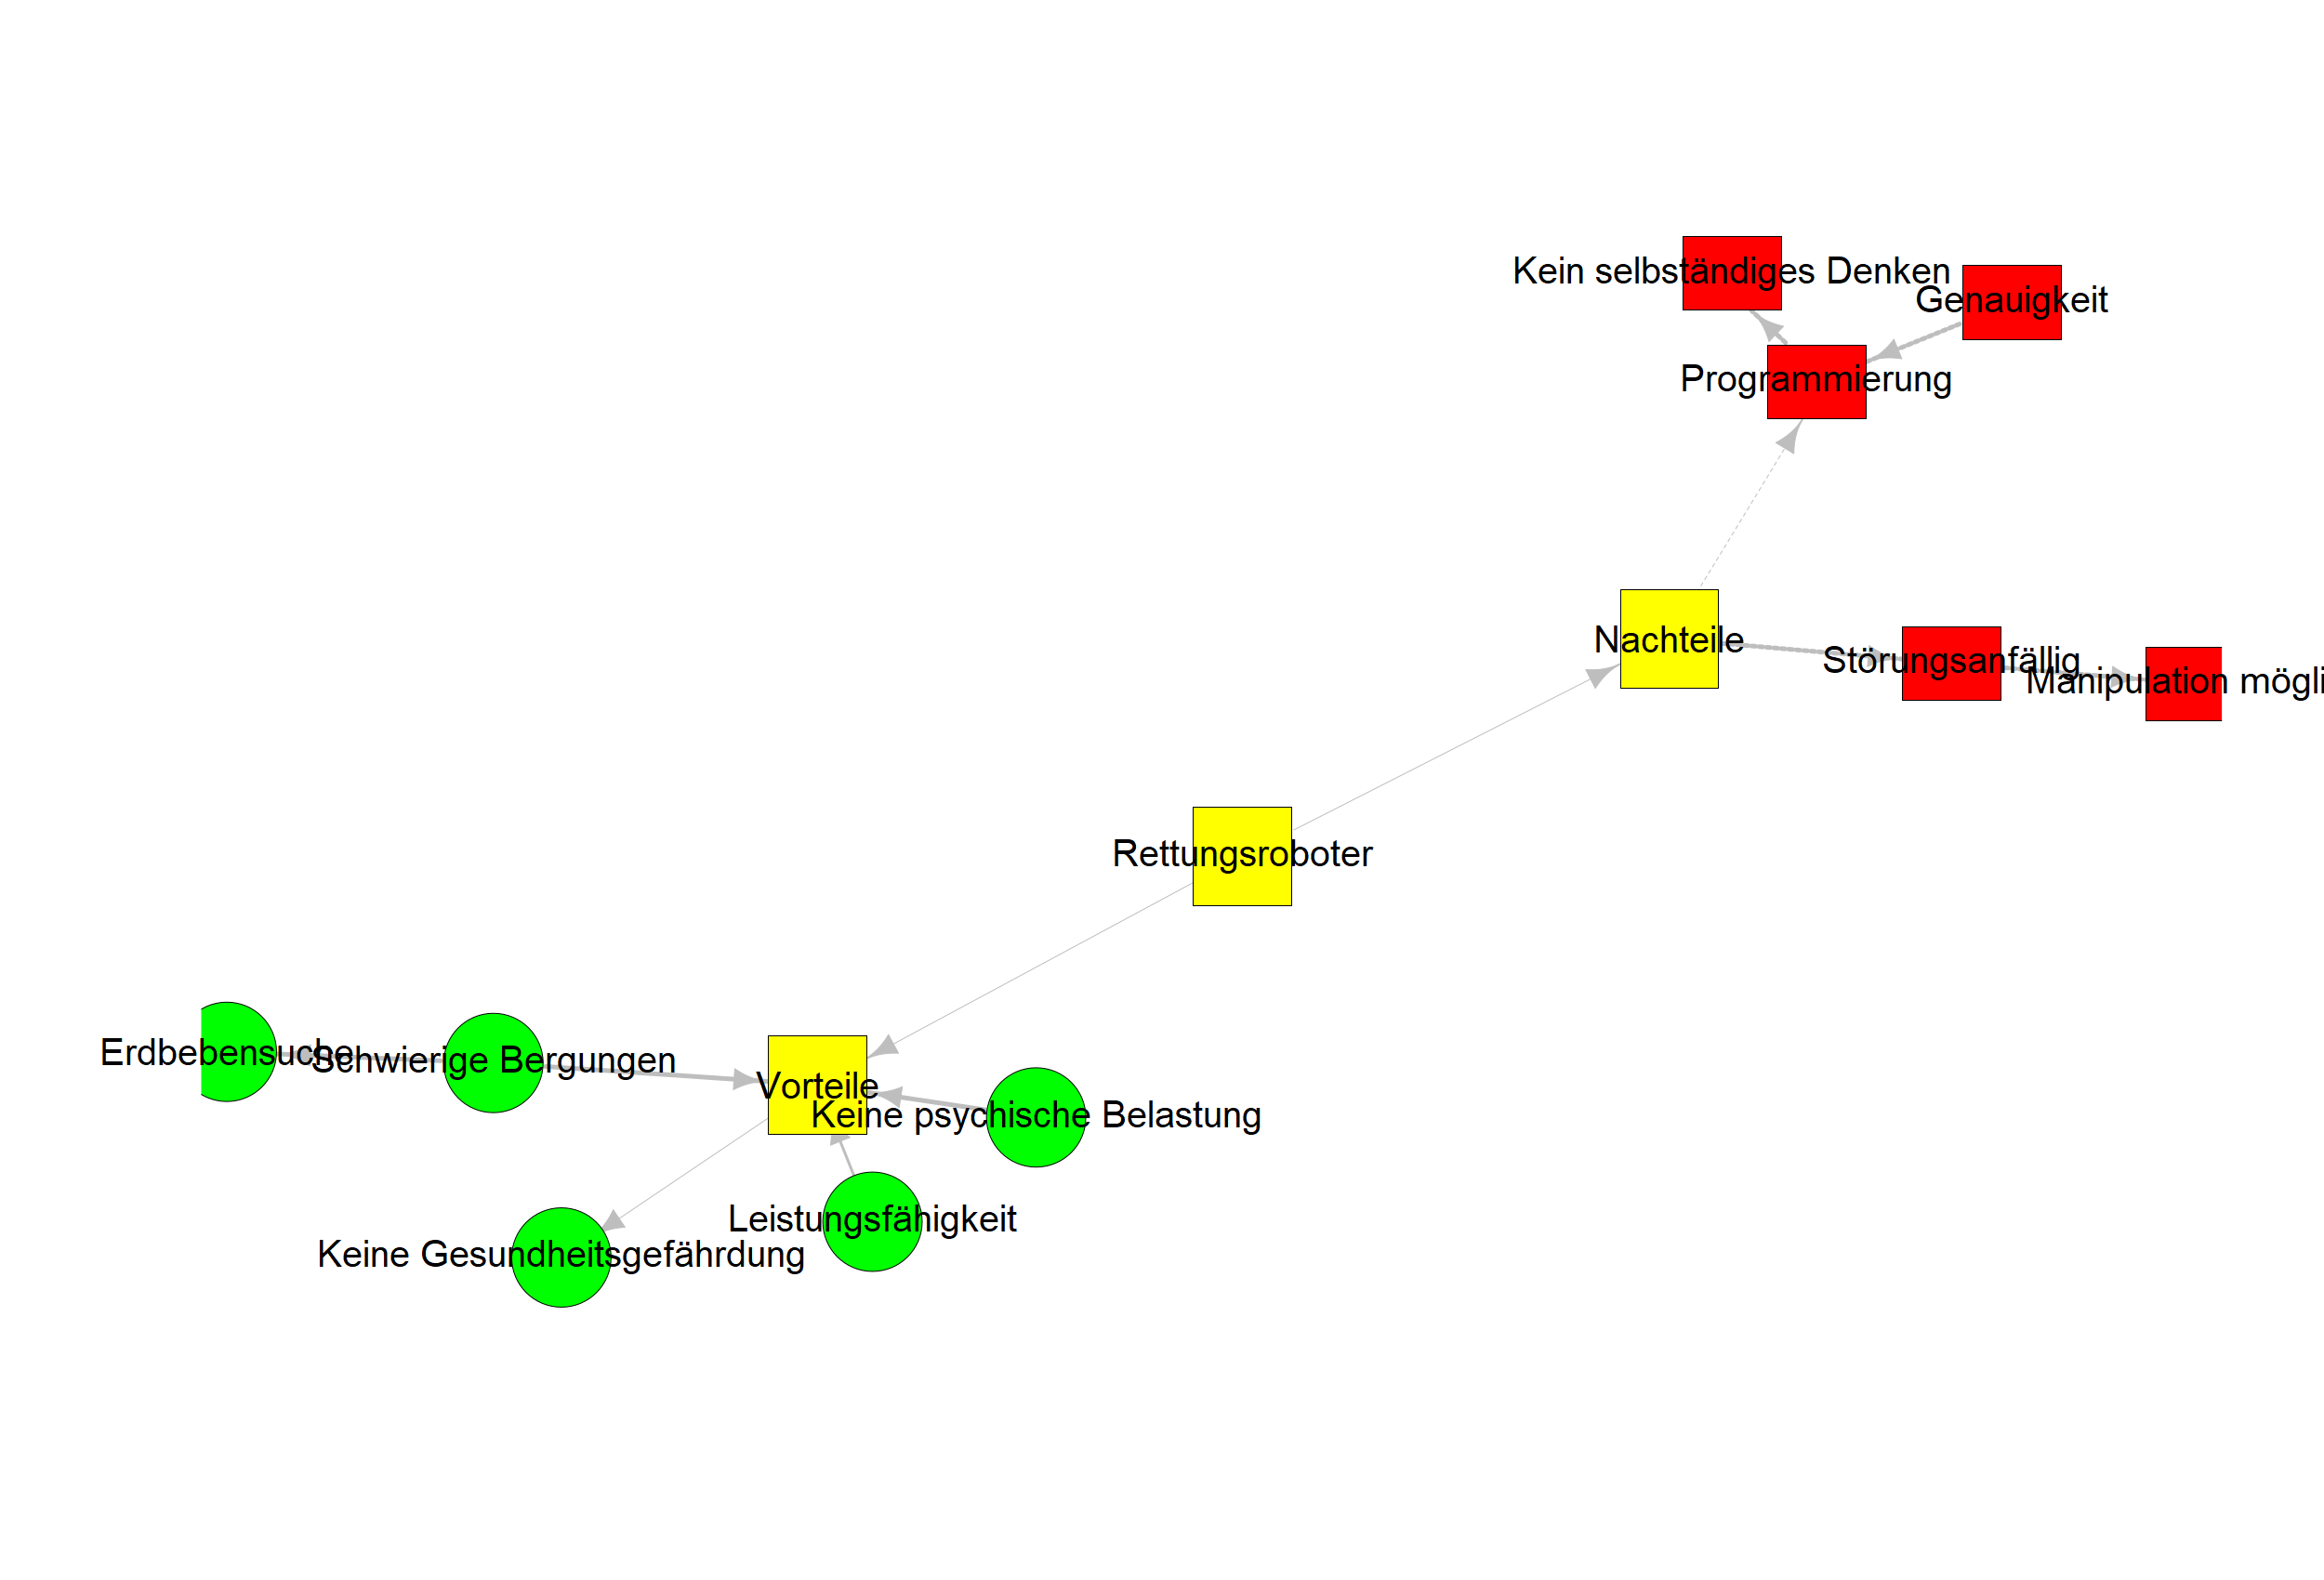 Kein selbständiges Denken
Genauigkeit
Programmierung
Nachteile
Störungsanfällig
Manipulation mögli
Rettungsroboter
Erdbebensuche
Schwierige Bergungen
Vorteile
Keine psychische Belastung
Leistungsfähigkeit
Keine Gesundheitsgefährdung